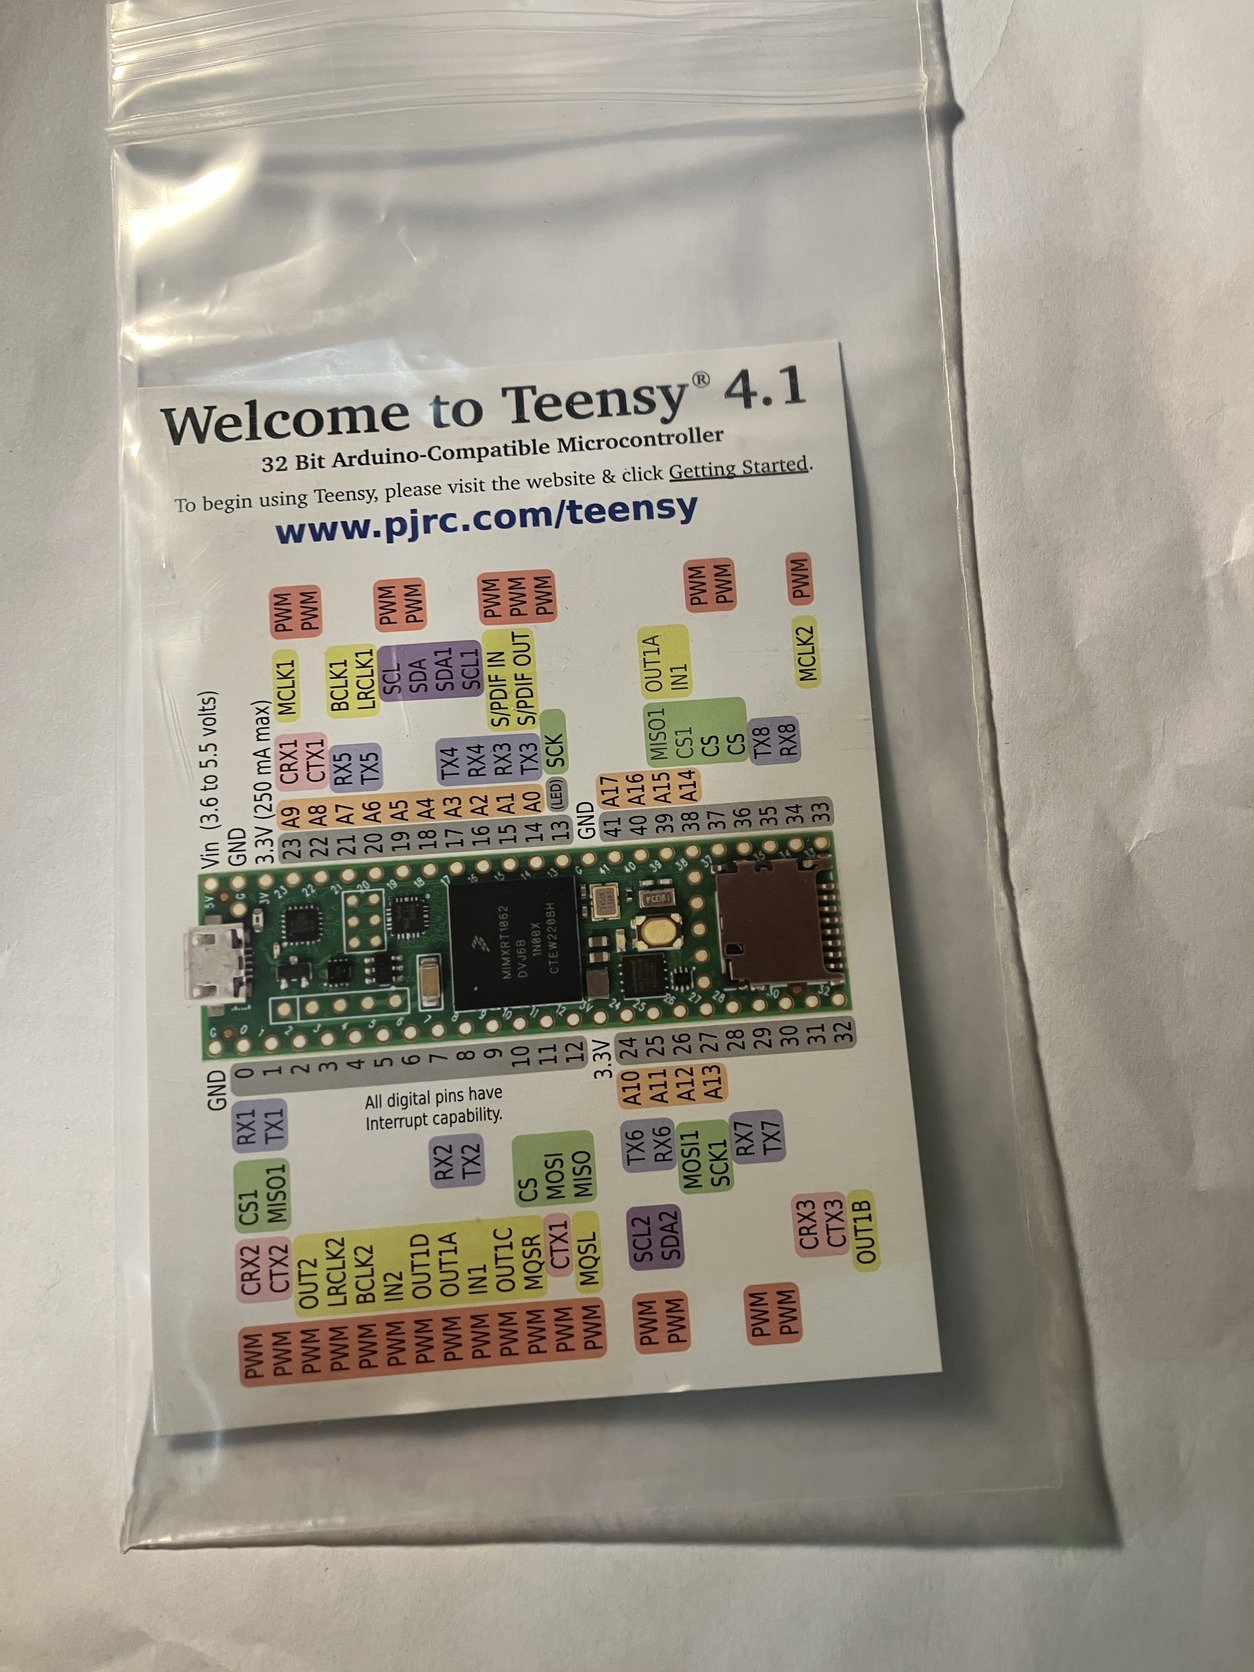 Welcome to Teensy® 4.1
32 Bit Arduino-Compatible Microcontroller
To begin using Teensy, please visit the website & click Getting Started.
www.pjrc.com/teensy
Vin (3.6 to 5.5 volts)
GND
3.3V (250 mA max)
23 A9 CRX1 MCLK1 PWM
22 A8 CTX1 PWM
21 A7 RX5 BCLK1
20 A6 TX5 LRCLK1
19 A5 SCL PWM
18 A4 SDA PWM
17 A3 TX4 SDA1
16 A2 RX4 SCL1
15 A1 RX3 S/PDIF IN PWM
14 A0 TX3 S/PDIF OUT PWM
13 (LED) SCK PWM
GND
41 A17
40 A16
39 A15 MISO1 OUT1A
38 A14 CS1 IN1
37 CS PWM
36 CS PWM
35 TX8
34 RX8
33 MCLK2 PWM
MIMXRT1062
DVJ6B
1N00X
CTEW2208H
GND
0 RX1 CS1 CRX2 PWM
1 TX1 MISO1 CTX2 PWM
2 OUT2 PWM
3 LRCLK2 PWM
4 BCLK2 PWM
5 IN2 PWM
6 OUT1D PWM
7 RX2 OUT1A PWM
8 TX2 IN1 PWM
9 OUT1C PWM
10 CS MQSR PWM
11 MOSI CTX1 PWM
12 MISO MQSL PWM
3.3V
24 A10 TX6 SCL2 PWM
25 A11 RX6 SDA2 PWM
26 A12 MOSI1
27 A13 SCK1
28 RX7 PWM
29 TX7 PWM
30 CRX3
31 CTX3
32 OUT1B
All digital pins have
Interrupt capability.